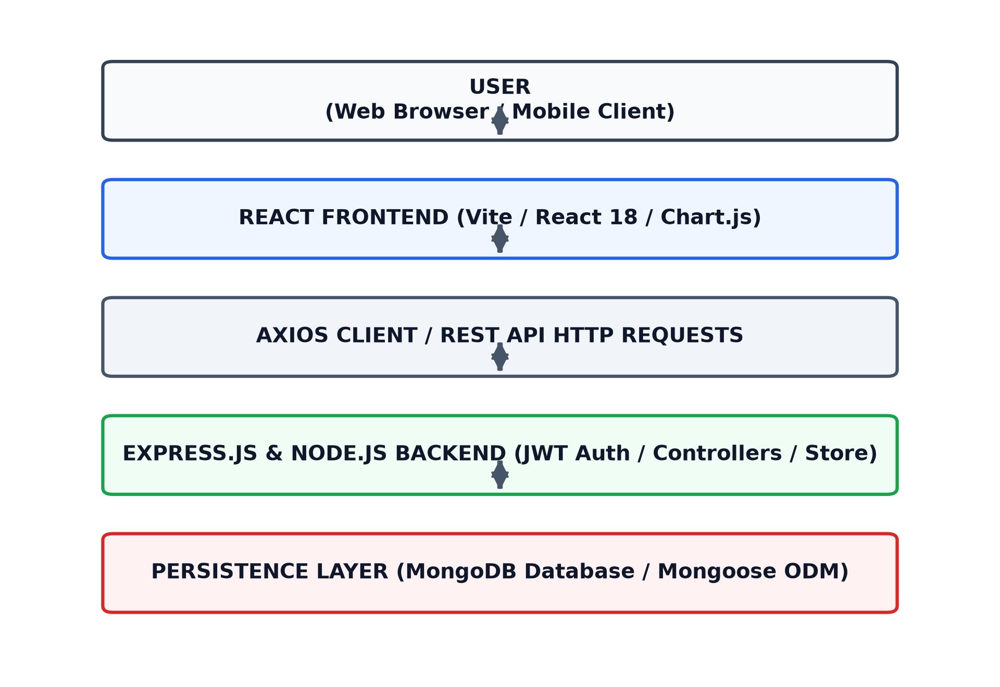 USER
(Web Browser / Mobile Client)
REACT FRONTEND (Vite / React 18 / Chart.js)
AXIOS CLIENT / REST API HTTP REQUESTS
EXPRESS.JS & NODE.JS BACKEND (JWT Auth / Controllers / Store)
PERSISTENCE LAYER (MongoDB Database / Mongoose ODM)